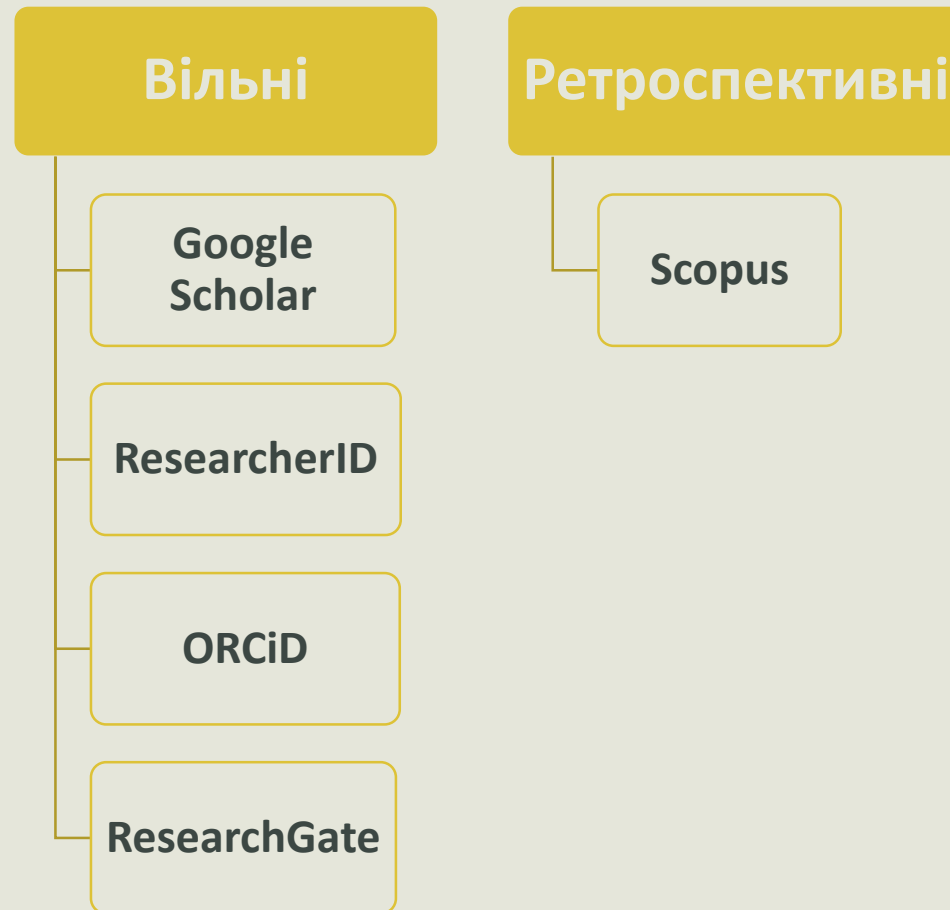 Вільні
Google
Scholar
ResearcherID
ORCiD
ResearchGate
Ретроспективні
Scopus